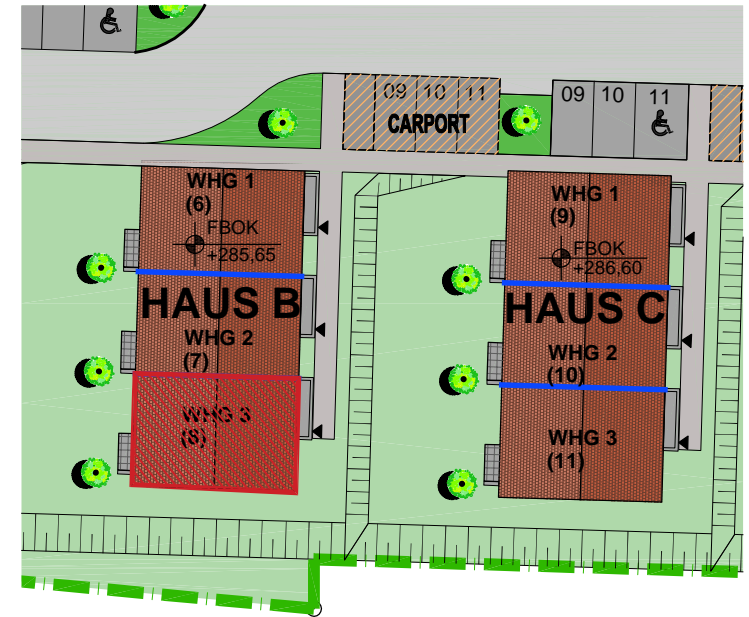 09 10 11
CARPORT
09 10 11
WHG 1
(6)
FBOK
+285,65
HAUS B
WHG 2
(7)
WHG 3
(8)
WHG 1
(9)
FBOK
+286,60
HAUS C
WHG 2
(10)
WHG 3
(11)